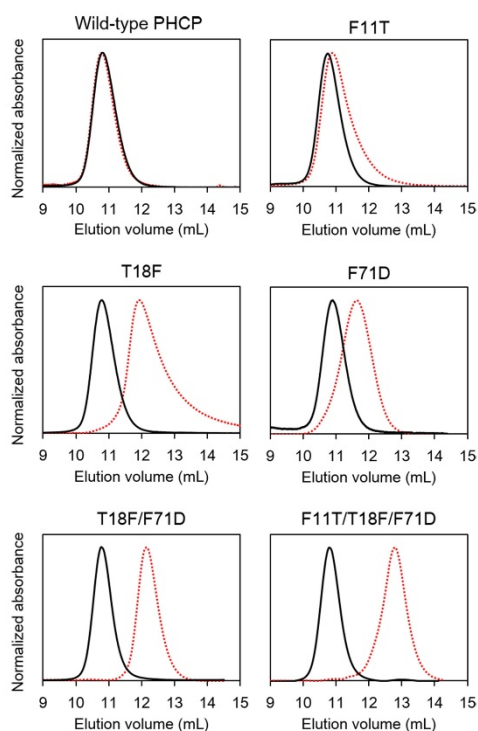 Wild-type PHCP
Normalized absorbance
9 10 11 12 13 14 15
Elution volume (mL)
F11T
Normalized absorbance
9 10 11 12 13 14 15
Elution volume (mL)
T18F
Normalized absorbance
9 10 11 12 13 14 15
Elution volume (mL)
F71D
9 10 11 12 13 14 15
Elution volume (mL)
T18F/F71D
Normalized absorbance
9 10 11 12 13 14 15
Elution volume (mL)
F11T/T18F/F71D
9 10 11 12 13 14 15
Elution volume (mL)